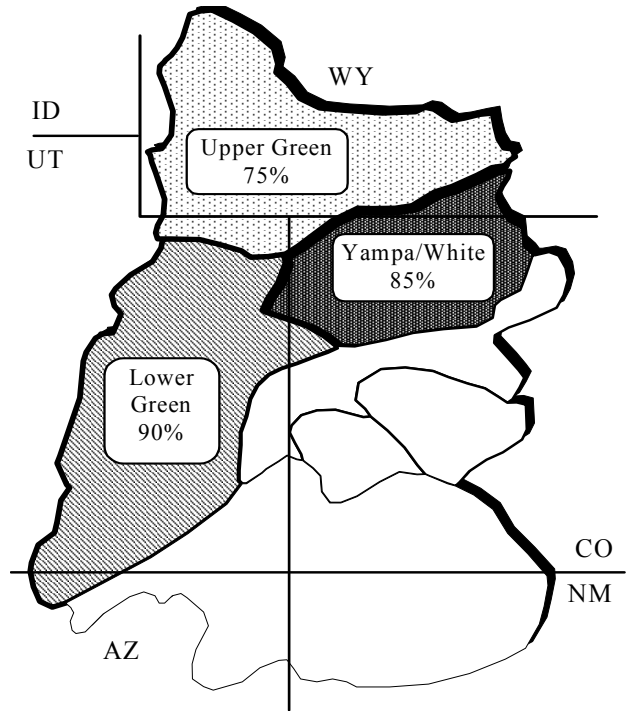 WY
ID
UT
Upper Green
75%
Yampa/White
85%
Lower
Green
90%
CO
NM
AZ